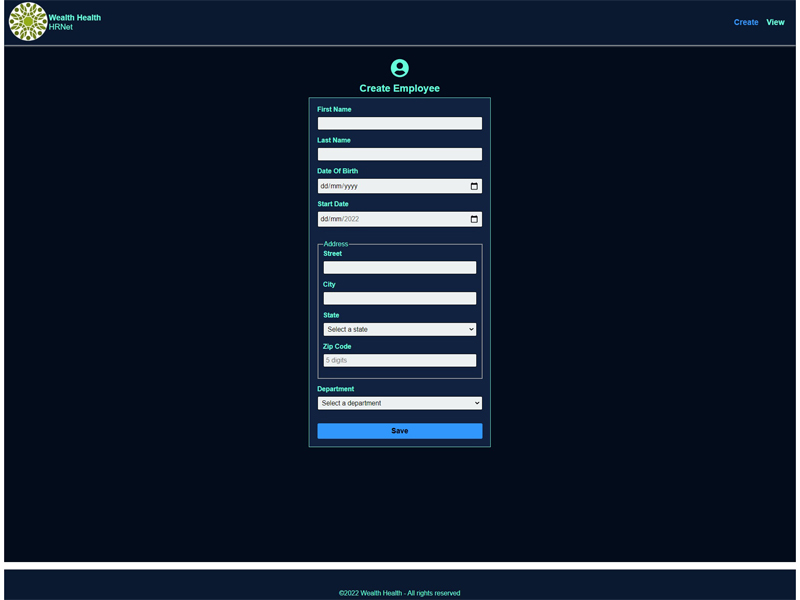 Wealth Health
HRNet
Create View
Create Employee
First Name
Last Name
Date Of Birth
dd/mm/yyyy
Start Date
dd/mm/2022
Address
Street
City
State
Select a state
Zip Code
5 digits
Department
Select a department
Save
©2022 Wealth Health - All rights reserved